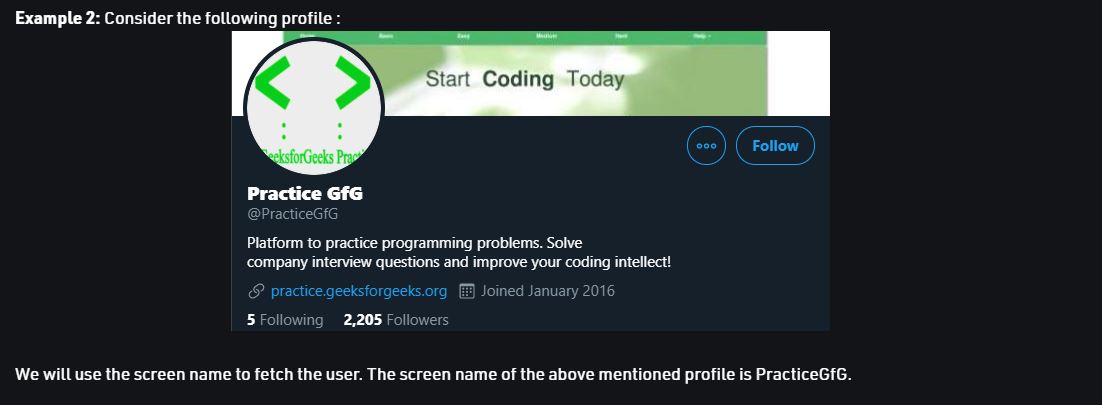 Example 2: Consider the following profile :
Home Basic Easy Medium Hard Help
Start Coding Today
GeeksforGeeks Practi
Practice GfG
@PracticeGfG
ooo Follow
Platform to practice programming problems. Solve
company interview questions and improve your coding intellect!
practice.geeksforgeeks.org Joined January 2016
5 Following 2,205 Followers
We will use the screen name to fetch the user. The screen name of the above mentioned profile is PracticeGfG.